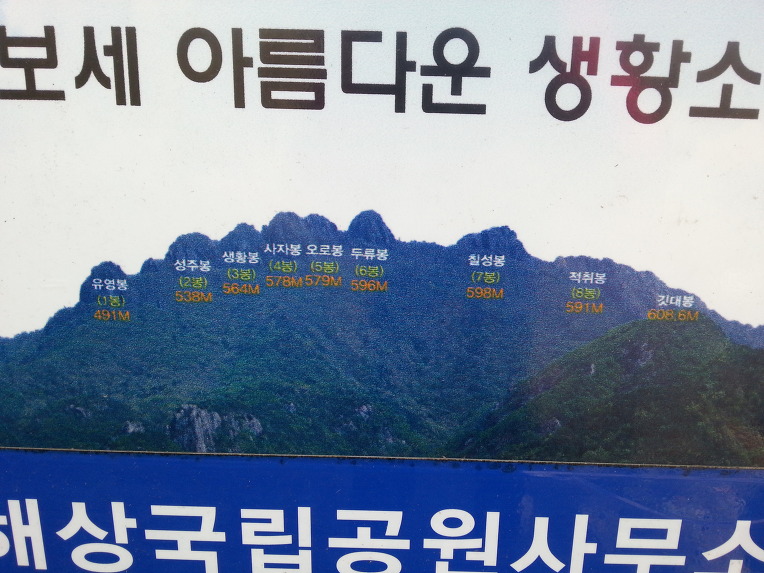 보세 아름다운 생황소
사자봉 오로봉 두류봉
생황봉 (4봉) (5봉) (6봉) 칠성봉
성주봉 (3봉) 578M 579M 596M (7봉) 적취봉
유영봉 (2봉) 564M 598M (8봉) 깃대봉
(1봉) 538M 591M 608.6M
491M
해상국립공원사무소